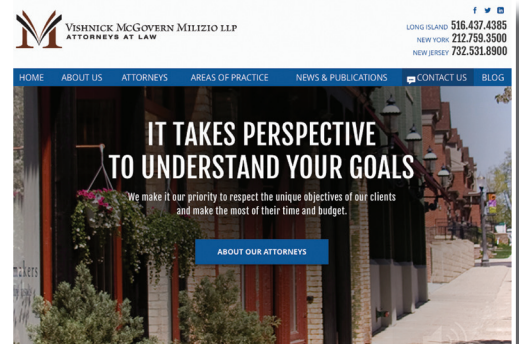 VISHNICK MCGOVERN MILIZIO LLP
ATTORNEYS AT LAW
LONG ISLAND 516.437.4385
NEW YORK 212.759.3500
NEW JERSEY 732.531.8900
HOME ABOUT US ATTORNEYS AREAS OF PRACTICE NEWS & PUBLICATIONS CONTACT US BLOG
IT TAKES PERSPECTIVE
TO UNDERSTAND YOUR GOALS
We make it our priority to respect the unique objectives of our clients
and make the most of their time and budget.
ABOUT OUR ATTORNEYS
makers